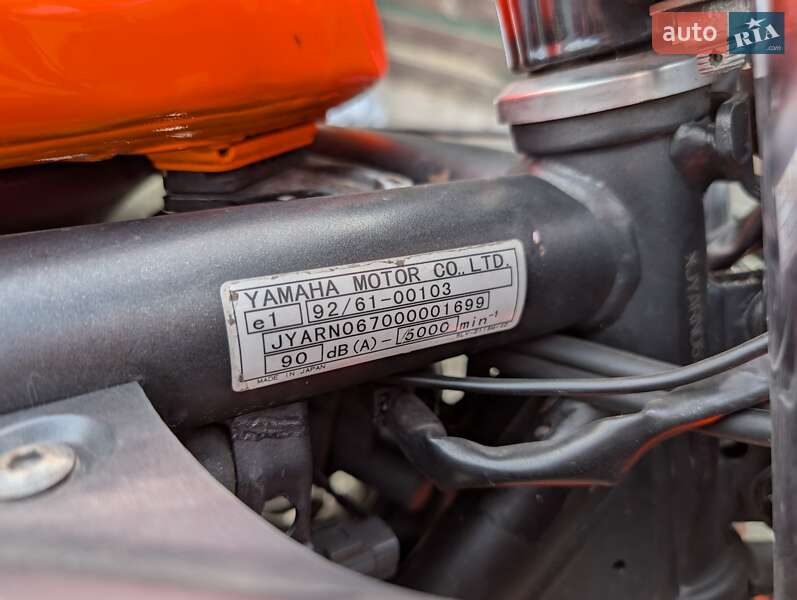 auto RIA .com
YAMAHA MOTOR CO., LTD.
e1 92/61-00103
JYARN067000001699
90 dB(A)- 5000 min⁻¹
MADE IN JAPAN